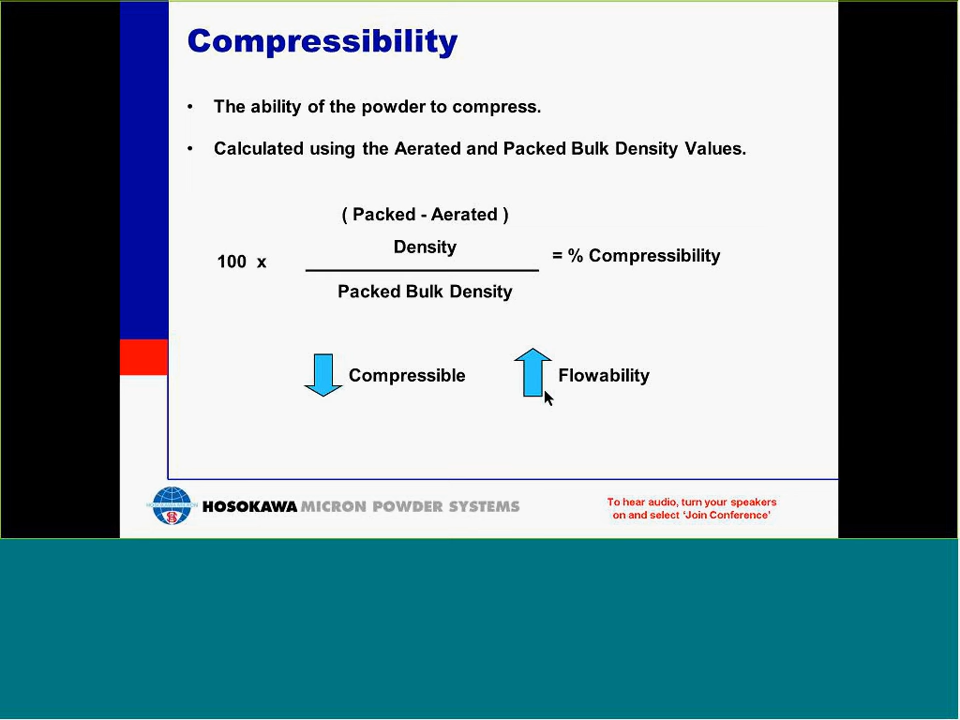 Compressibility
• The ability of the powder to compress.
• Calculated using the Aerated and Packed Bulk Density Values.
( Packed - Aerated )
Density
100 x
= % Compressibility
Packed Bulk Density
Compressible
Flowability
HOSOKAWA MICRON POWDER SYSTEMS
To hear audio, turn your speakers
on and select ‘Join Conference’